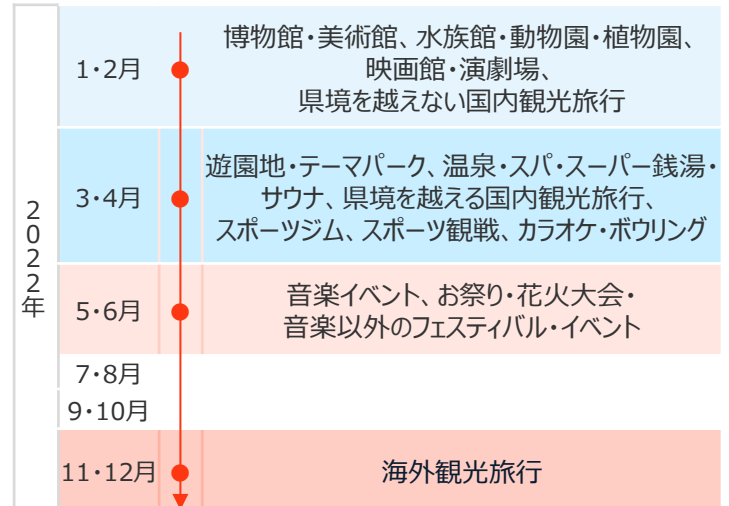 2022年
1・2月
博物館・美術館、水族館・動物園・植物園、
映画館・演劇場、
県境を越えない国内観光旅行
3・4月
遊園地・テーマパーク、温泉・スパ・スーパー銭湯・
サウナ、県境を越える国内観光旅行、
スポーツジム、スポーツ観戦、カラオケ・ボウリング
5・6月
音楽イベント、お祭り・花火大会・
音楽以外のフェスティバル・イベント
7・8月
9・10月
11・12月
海外観光旅行